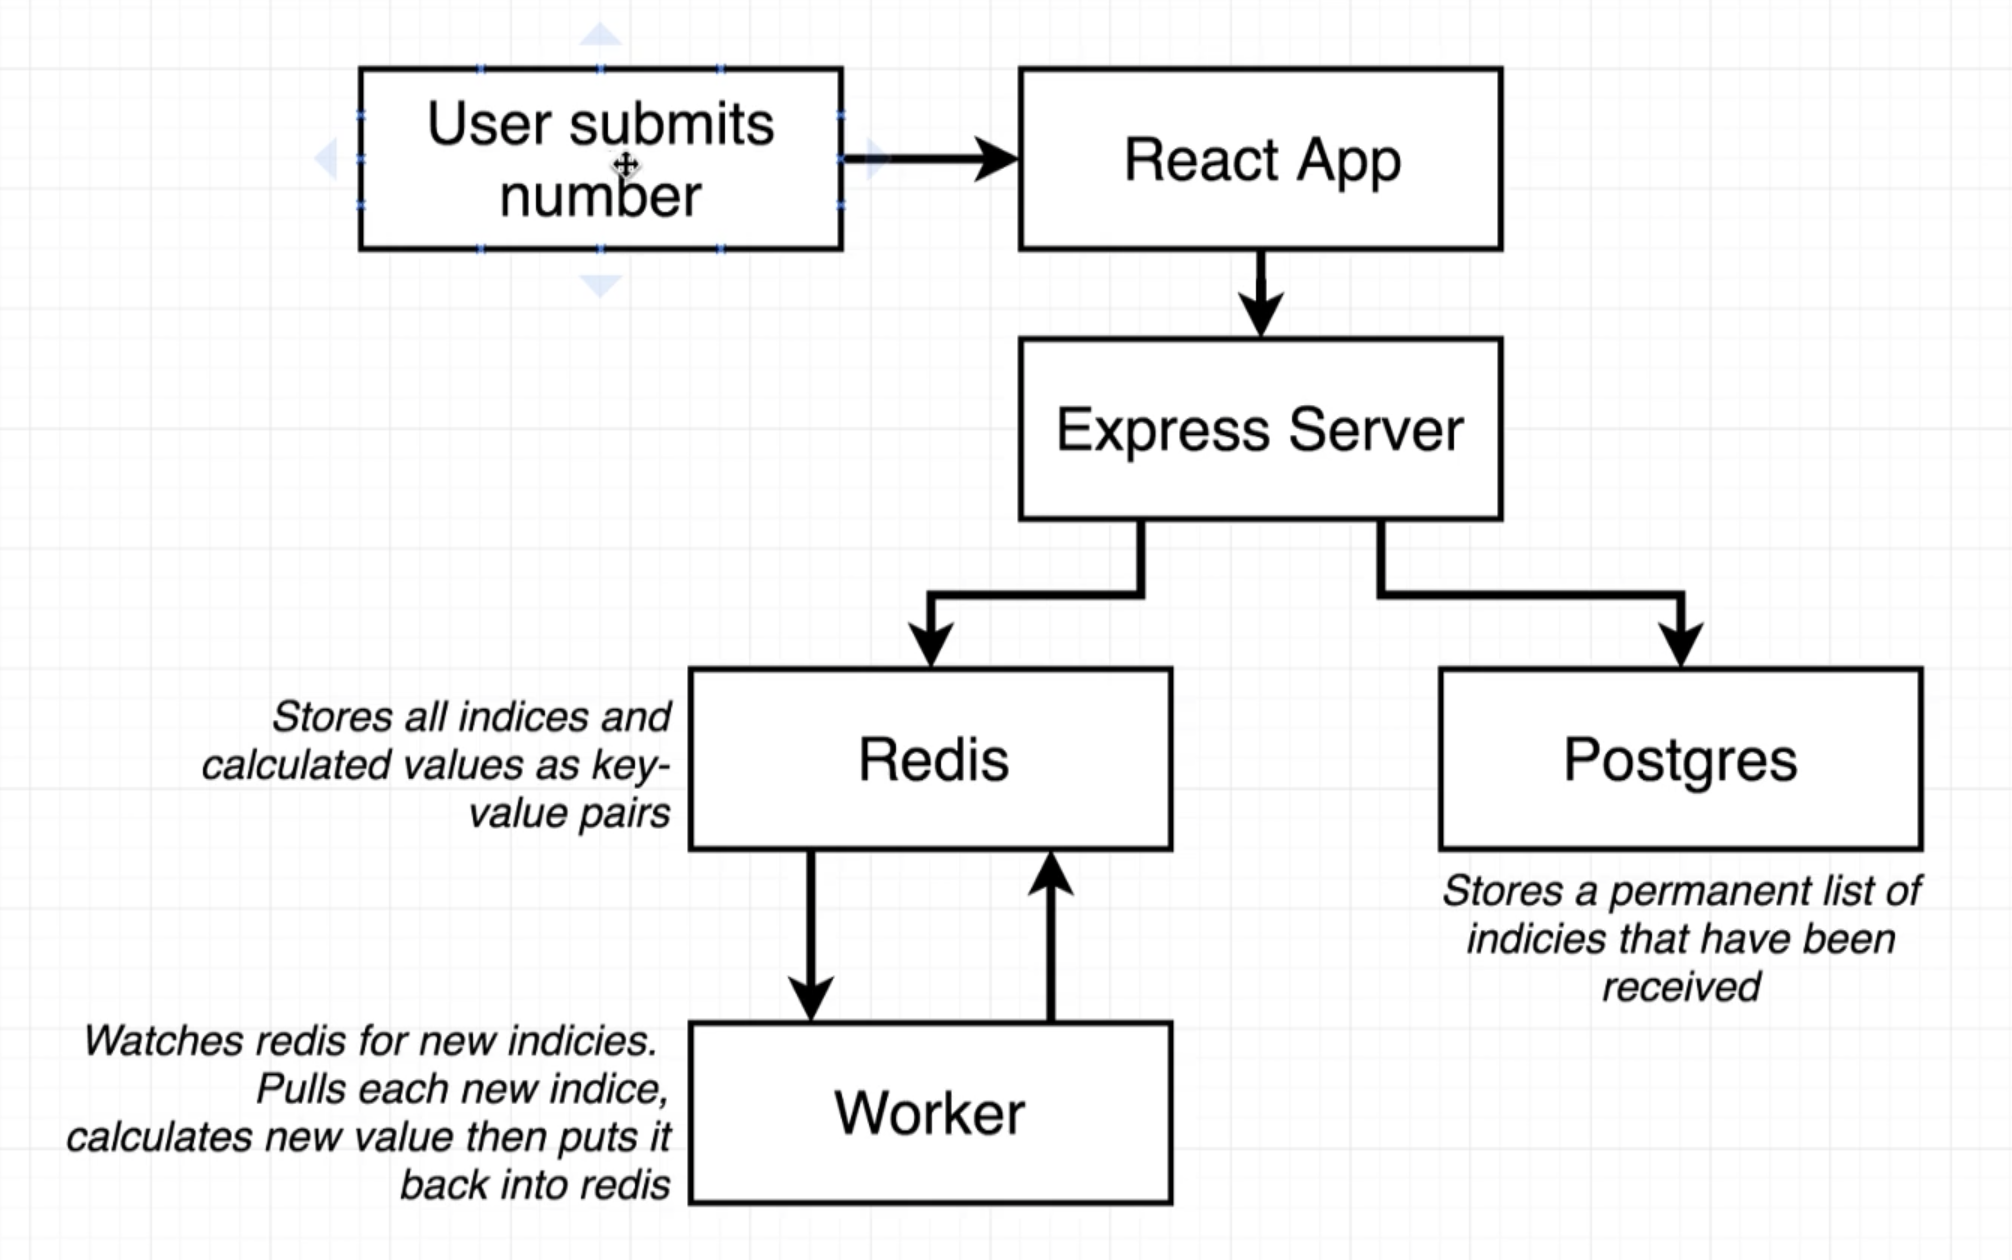 User submits
number
React App
Express Server
Stores all indices and
calculated values as key-
value pairs
Redis
Postgres
Stores a permanent list of
indicies that have been
received
Watches redis for new indicies.
Pulls each new indice,
calculates new value then puts it
back into redis
Worker